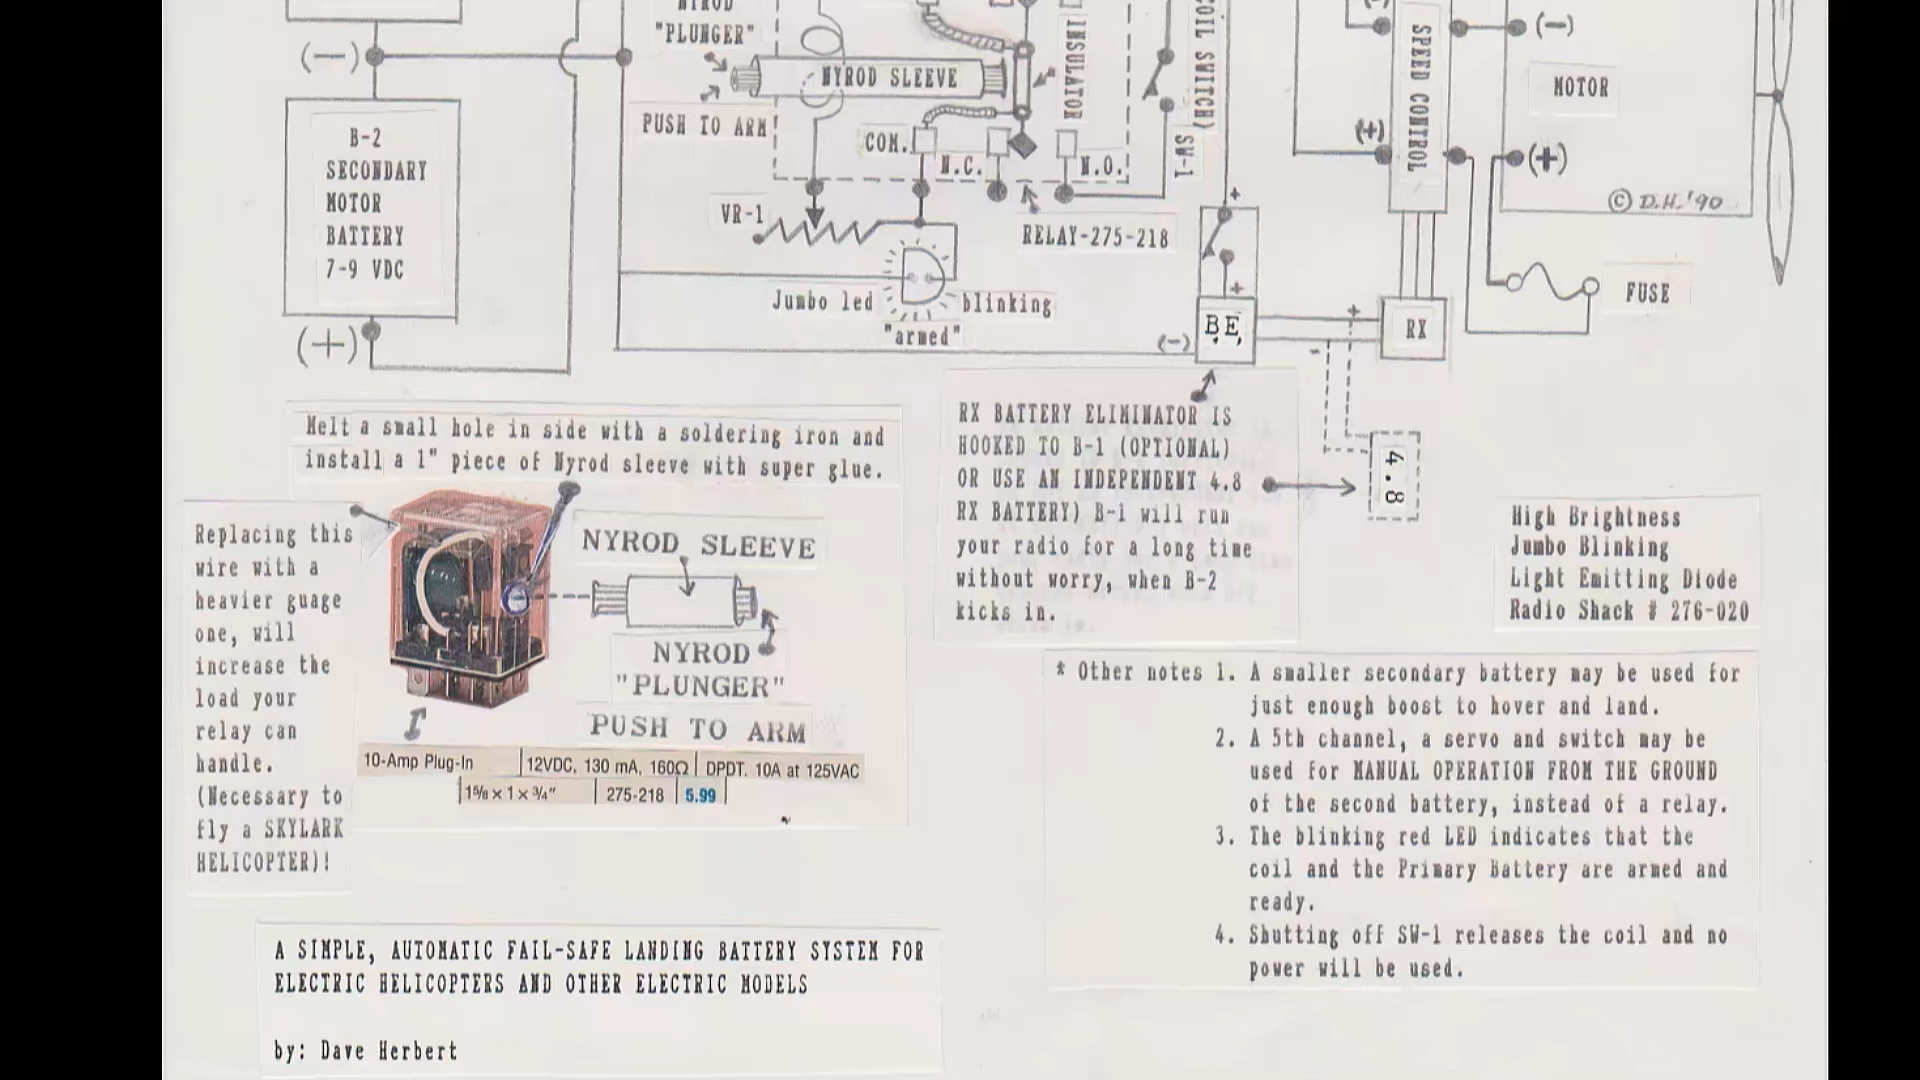 "PLUNGER"
(-)
NYROD SLEEVE
INSULATOR
COIL SWITCH)
SW-1
SPEED CONTROL
(-)
MOTOR
PUSH TO ARM
COM.
N.C.
N.O.
(+)
(+)
B-2
SECONDARY
MOTOR
BATTERY
7-9 VDC
(+)
VR-1
RELAY-275-218
© D.H.'90
+
+
Jumbo led
blinking
"armed"
(-)
B.E.
+
-
RX
FUSE
Melt a small hole in side with a soldering iron and
install a 1" piece of Nyrod sleeve with super glue.
Replacing this
wire with a
heavier guage
one, will
increase the
load your
relay can
handle.
(Necessary to
fly a SKYLARK
HELICOPTER)!
NYROD SLEEVE
NYROD
"PLUNGER"
PUSH TO ARM
10-Amp Plug-In 12VDC, 130 mA, 160Ω DPDT. 10A at 125VAC
1⅝ x 1 x ¾" 275-218 5.99
RX BATTERY ELIMINATOR IS
HOOKED TO B-1 (OPTIONAL)
OR USE AN INDEPENDENT 4.8
RX BATTERY) B-1 will run
your radio for a long time
without worry, when B-2
kicks in.
4.8
High Brightness
Jumbo Blinking
Light Emitting Diode
Radio Shack # 276-020
* Other notes 1. A smaller secondary battery may be used for
just enough boost to hover and land.
2. A 5th channel, a servo and switch may be
used for MANUAL OPERATION FROM THE GROUND
of the second battery, instead of a relay.
3. The blinking red LED indicates that the
coil and the Primary Battery are armed and
ready.
4. Shutting off SW-1 releases the coil and no
power will be used.
A SIMPLE, AUTOMATIC FAIL-SAFE LANDING BATTERY SYSTEM FOR
ELECTRIC HELICOPTERS AND OTHER ELECTRIC MODELS
by: Dave Herbert